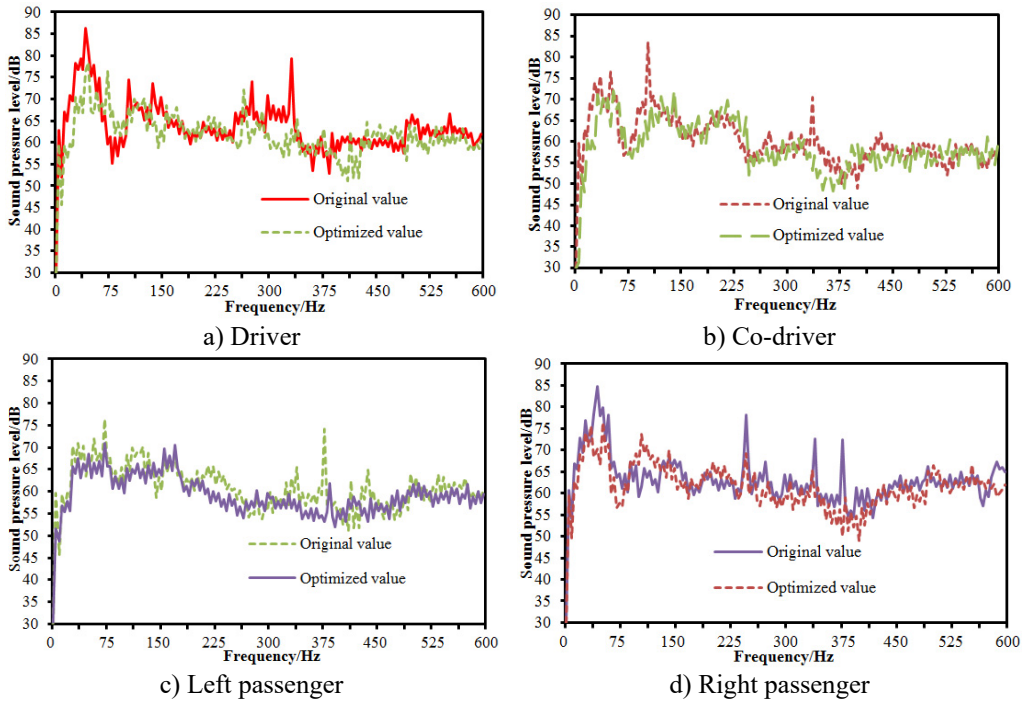 90
85
80
75
70
65
60
55
50
45
40
35
30
Sound pressure level/dB
Original value
Optimized value
0 75 150 225 300 375 450 525 600
Frequency/Hz
a) Driver
90
85
80
75
70
65
60
55
50
45
40
35
30
Sound pressure level/dB
Original value
Optimized value
0 75 150 225 300 375 450 525 600
Frequency/Hz
b) Co-driver
90
85
80
75
70
65
60
55
50
45
40
35
30
Sound pressure level/dB
Original value
Optimized value
0 75 150 225 300 375 450 525 600
Frequency/Hz
c) Left passenger
90
85
80
75
70
65
60
55
50
45
40
35
30
Sound pressure level/dB
Original value
Optimized value
0 75 150 225 300 375 450 525 600
Frequency/Hz
d) Right passenger